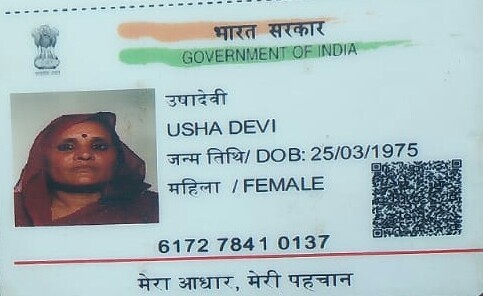 भारत सरकार
GOVERNMENT OF INDIA
उषादेवी
USHA DEVI
जन्म तिथि/ DOB: 25/03/1975
महिला / FEMALE
6172 7841 0137
मेरा आधार, मेरी पहचान